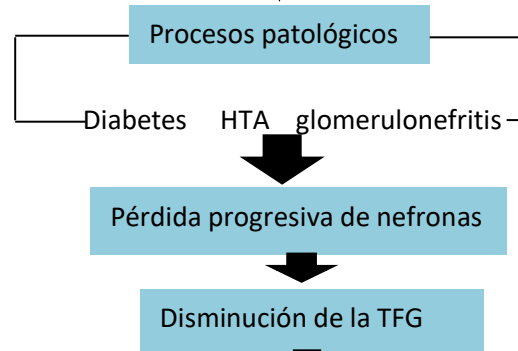 Procesos patológicos
Diabetes HTA glomerulonefritis
Pérdida progresiva de nefronas
Disminución de la TFG